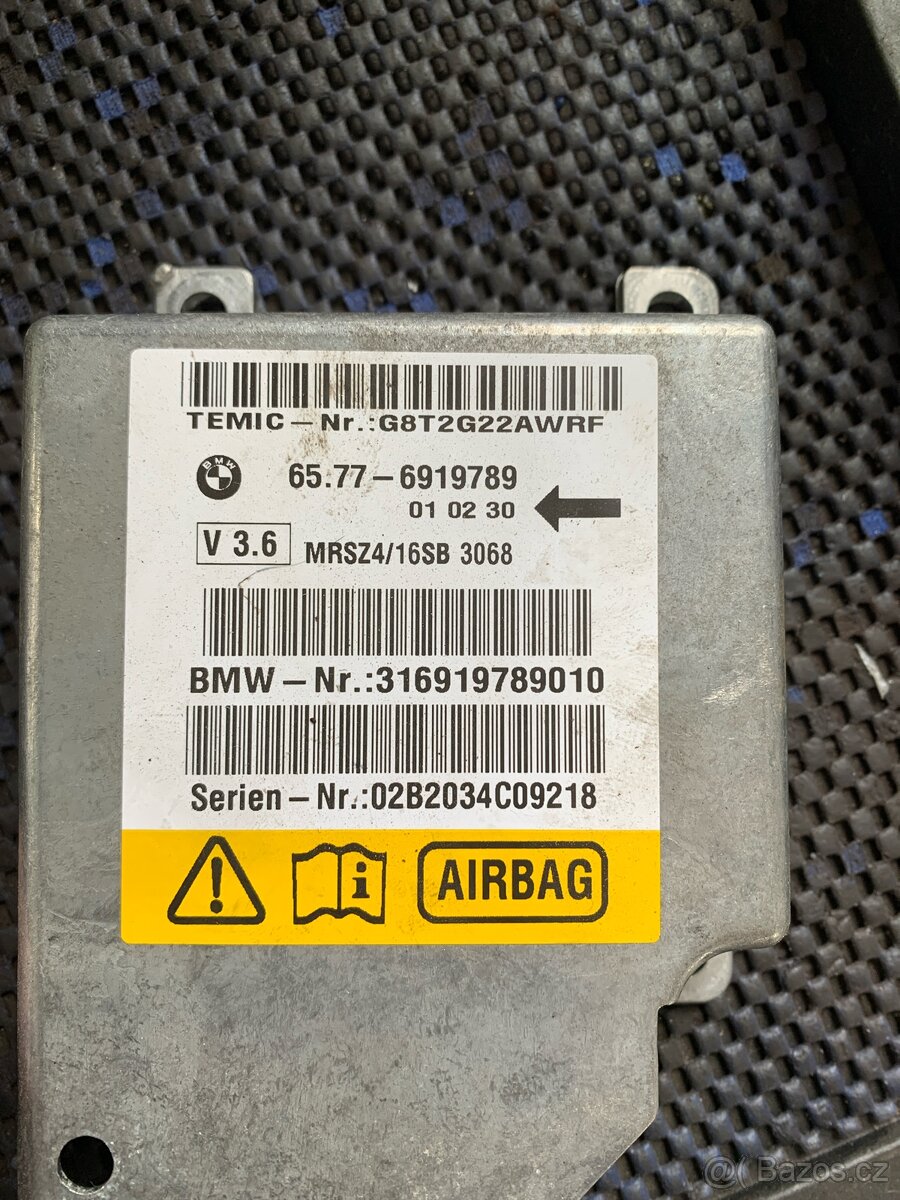 TEMIC – Nr.:G8T2G22AWRF
BMW
65.77 – 6919789
01 02 30
V 3.6
MRSZ4/16SB 3068
BMW – Nr.:316919789010
Serien – Nr.:02B2034C09218
! i AIRBAG
@( Bazos.cz